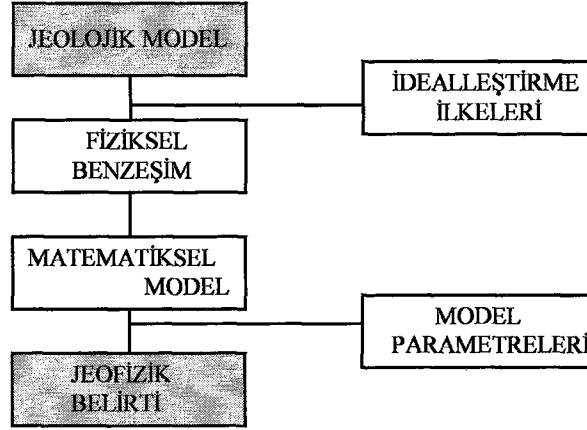 JEOLOJİK MODEL
İDEALLEŞTİRME
İLKELERİ
FİZİKSEL
BENZEŞİM
MATEMATİKSEL
MODEL
MODEL
PARAMETRELERİ
JEOFİZİK
BELİRTİ